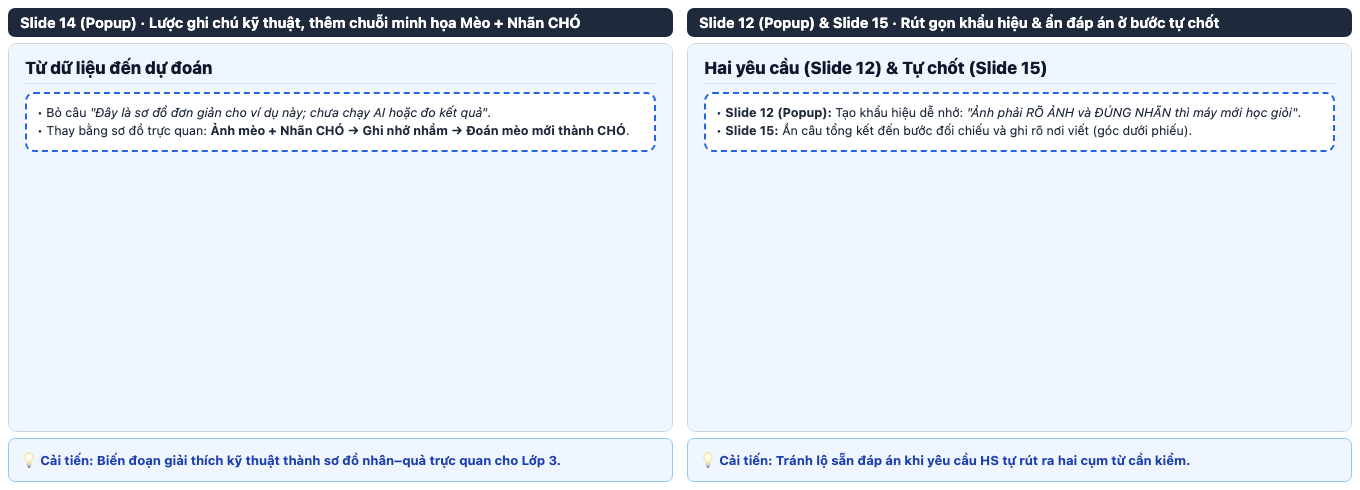 Slide 14 (Popup) · Lược ghi chú kỹ thuật, thêm chuỗi minh họa Mèo + Nhãn CHÓ
Từ dữ liệu đến dự đoán
• Bỏ câu "Đây là sơ đồ đơn giản cho ví dụ này; chưa chạy AI hoặc đo kết quả".
• Thay bằng sơ đồ trực quan: Ảnh mèo + Nhãn CHÓ → Ghi nhớ nhầm → Đoán mèo mới thành CHÓ.
💡 Cải tiến: Biến đoạn giải thích kỹ thuật thành sơ đồ nhân–quả trực quan cho Lớp 3.
Slide 12 (Popup) & Slide 15 · Rút gọn khẩu hiệu & ẩn đáp án ở bước tự chốt
Hai yêu cầu (Slide 12) & Tự chốt (Slide 15)
• Slide 12 (Popup): Tạo khẩu hiệu dễ nhớ: "Ảnh phải RÕ ẢNH và ĐÚNG NHÃN thì máy mới học giỏi".
• Slide 15: Ẩn câu tổng kết đến bước đối chiếu và ghi rõ nơi viết (góc dưới phiếu).
💡 Cải tiến: Tránh lộ sẵn đáp án khi yêu cầu HS tự rút ra hai cụm từ cần kiểm.